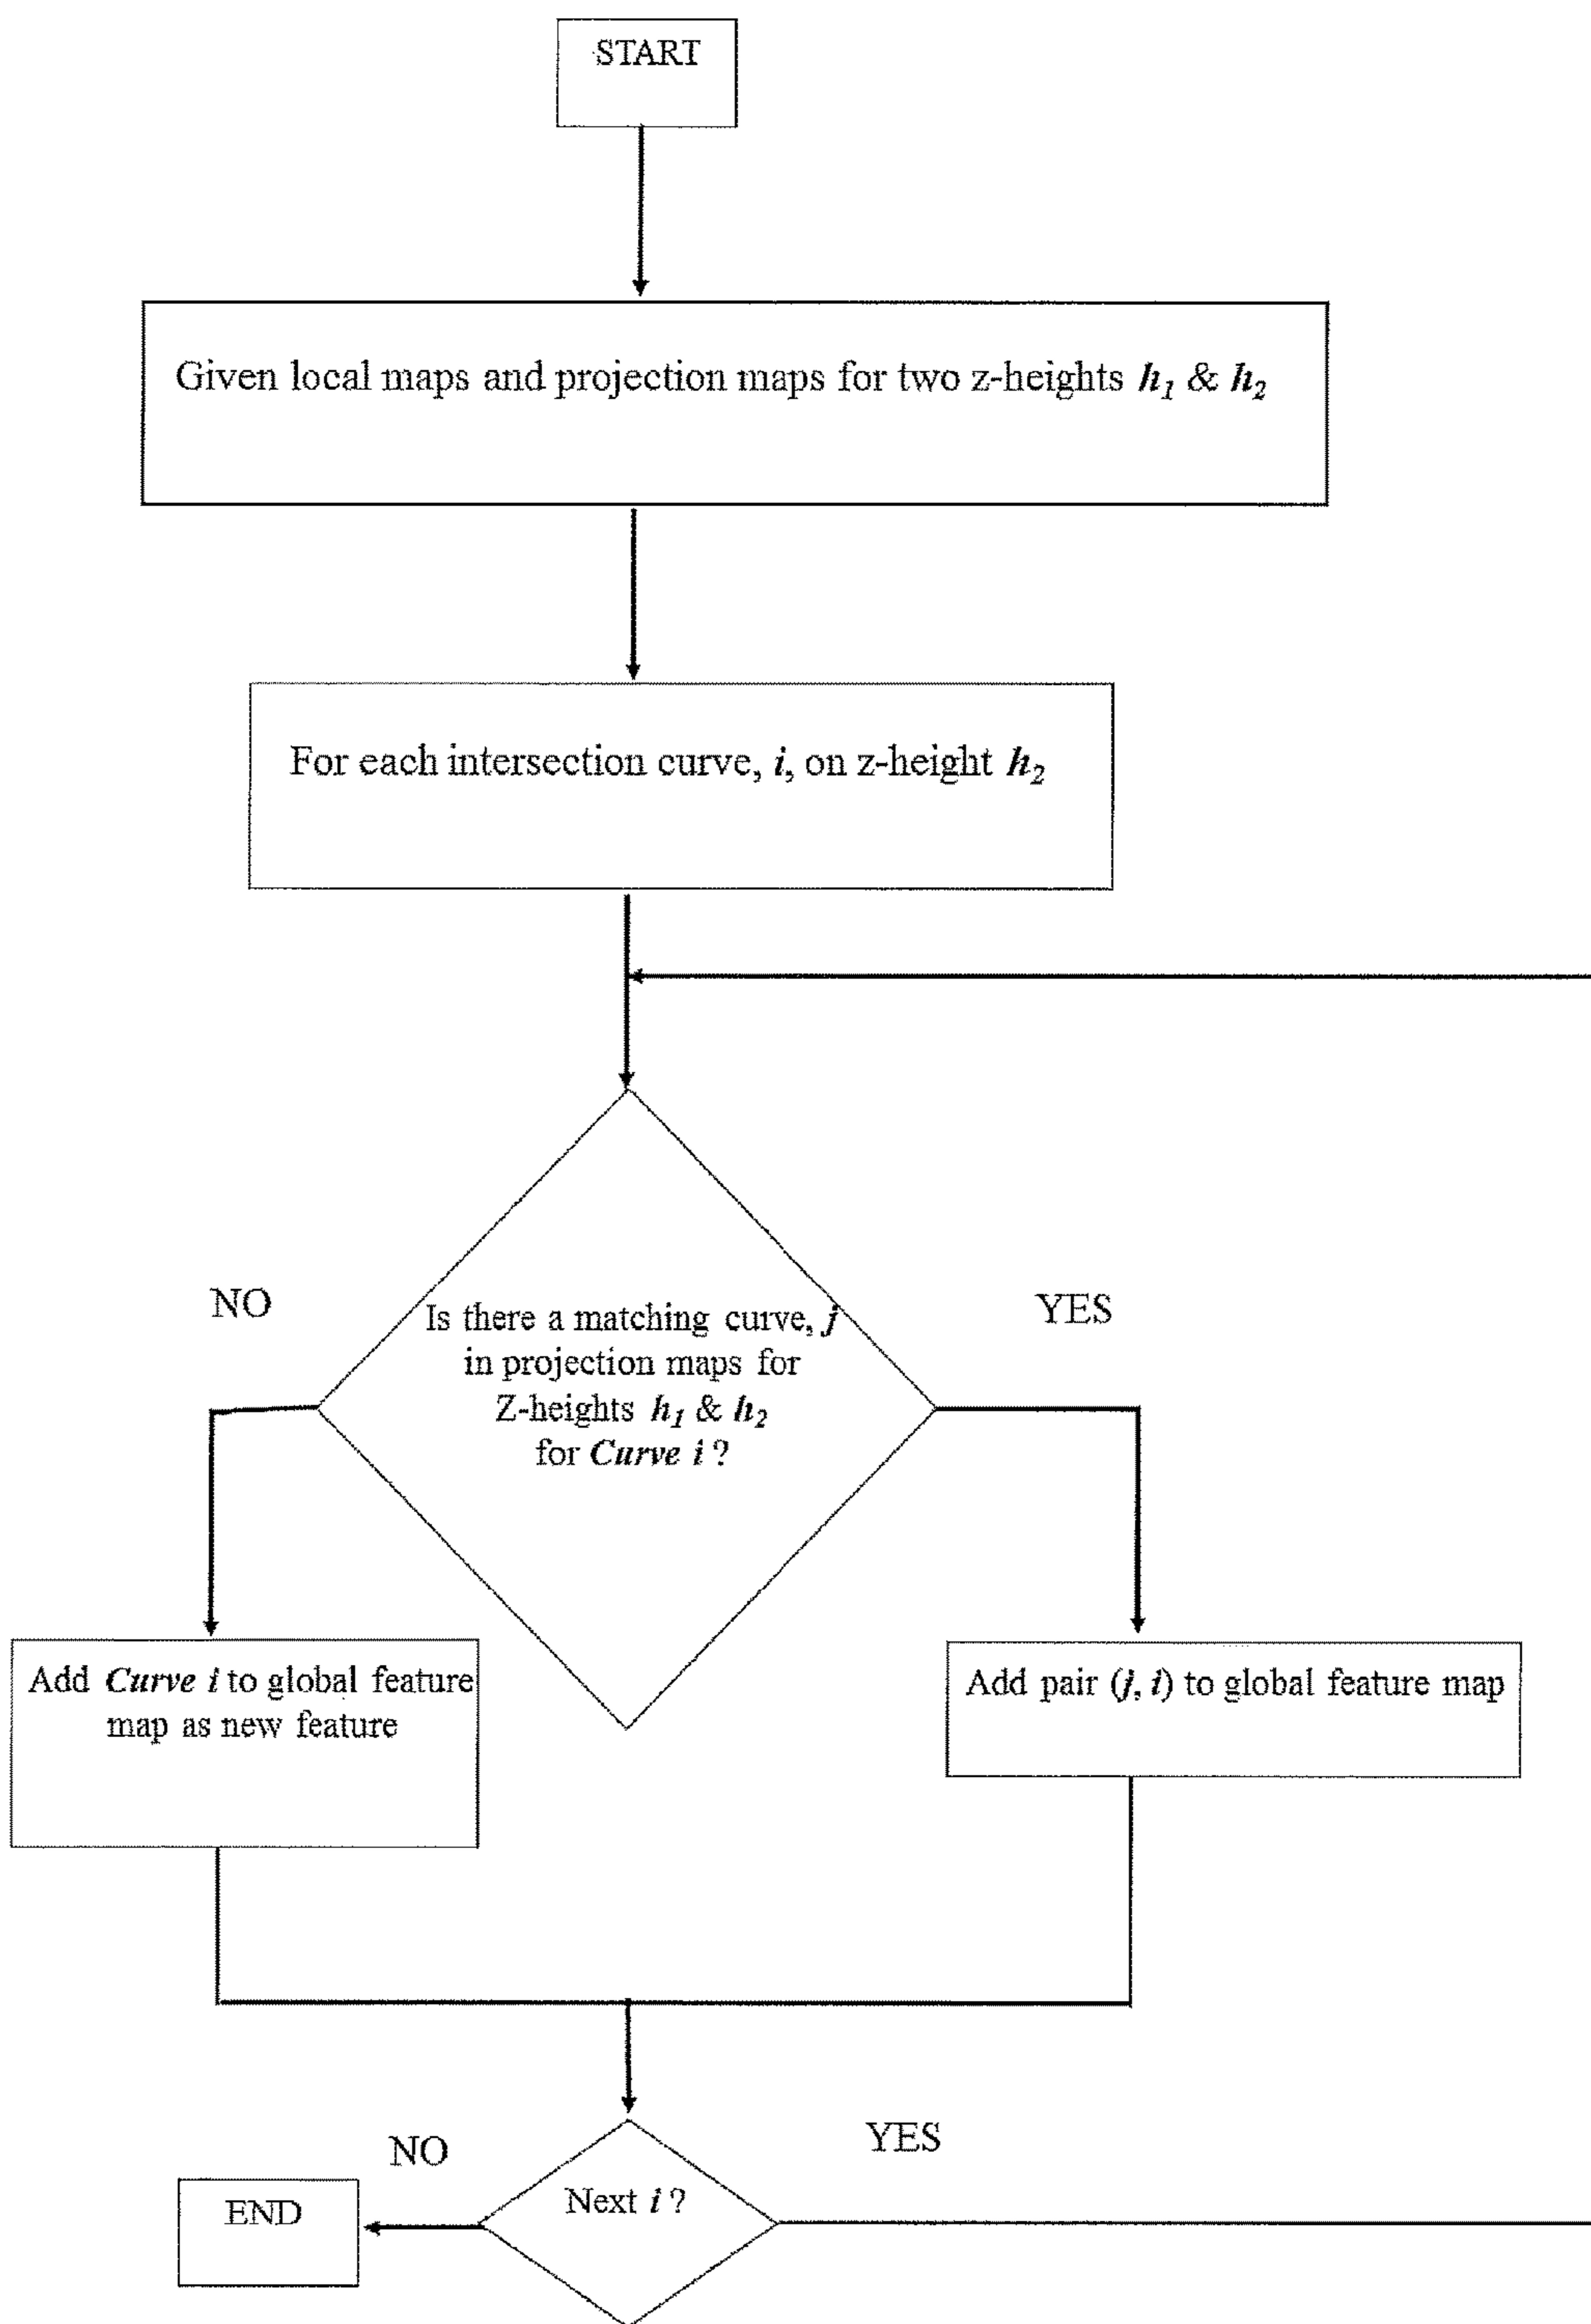 START
Given local maps and projection maps for two z-heights h1 & h2
For each intersection curve, i, on z-height h2
NO
YES
Is there a matching curve, j
in projection maps for
Z-heights h1 & h2
for Curve i ?
Add Curve i to global feature
map as new feature
Add pair (j, i) to global feature map
NO
YES
END
Next i ?